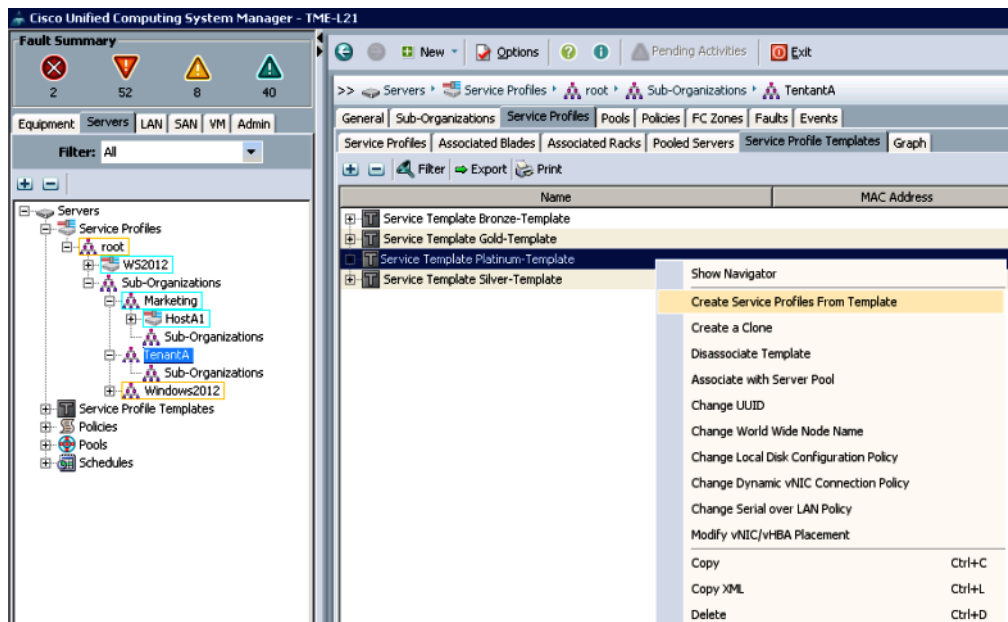 Cisco Unified Computing System Manager - TME-L21
Fault Summary
2 52 8 40
New Options Pending Activities Exit
>> Servers Service Profiles root Sub-Organizations TentantA
Equipment Servers LAN SAN VM Admin
Filter: All
General Sub-Organizations Service Profiles Pools Policies FC Zones Faults Events
Service Profiles Associated Blades Associated Racks Pooled Servers Service Profile Templates Graph
Filter Export Print
Servers
Service Profiles
root
WS2012
Sub-Organizations
Marketing
HostA1
Sub-Organizations
TenantA
Sub-Organizations
Windows2012
Service Profile Templates
Policies
Pools
Schedules
Name MAC Address
Service Template Bronze-Template
Service Template Gold-Template
Service Template Platinum-Template
Service Template Silver-Template
Show Navigator
Create Service Profiles From Template
Create a Clone
Disassociate Template
Associate with Server Pool
Change UUID
Change World Wide Node Name
Change Local Disk Configuration Policy
Change Dynamic vNIC Connection Policy
Change Serial over LAN Policy
Modify vNIC/vHBA Placement
Copy Ctrl+C
Copy XML Ctrl+L
Delete Ctrl+D